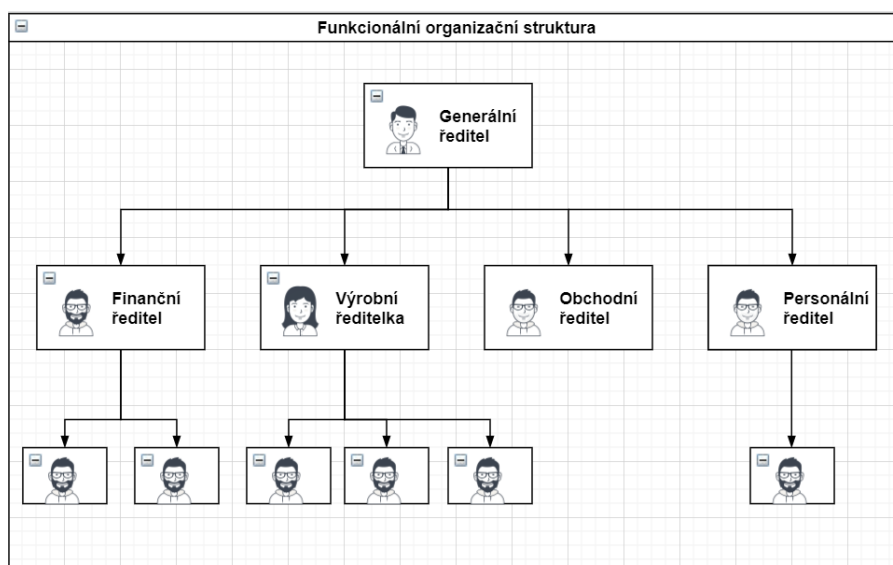 Funkcionální organizační struktura
Generální
ředitel
Finanční
ředitel
Výrobní
ředitelka
Obchodní
ředitel
Personální
ředitel